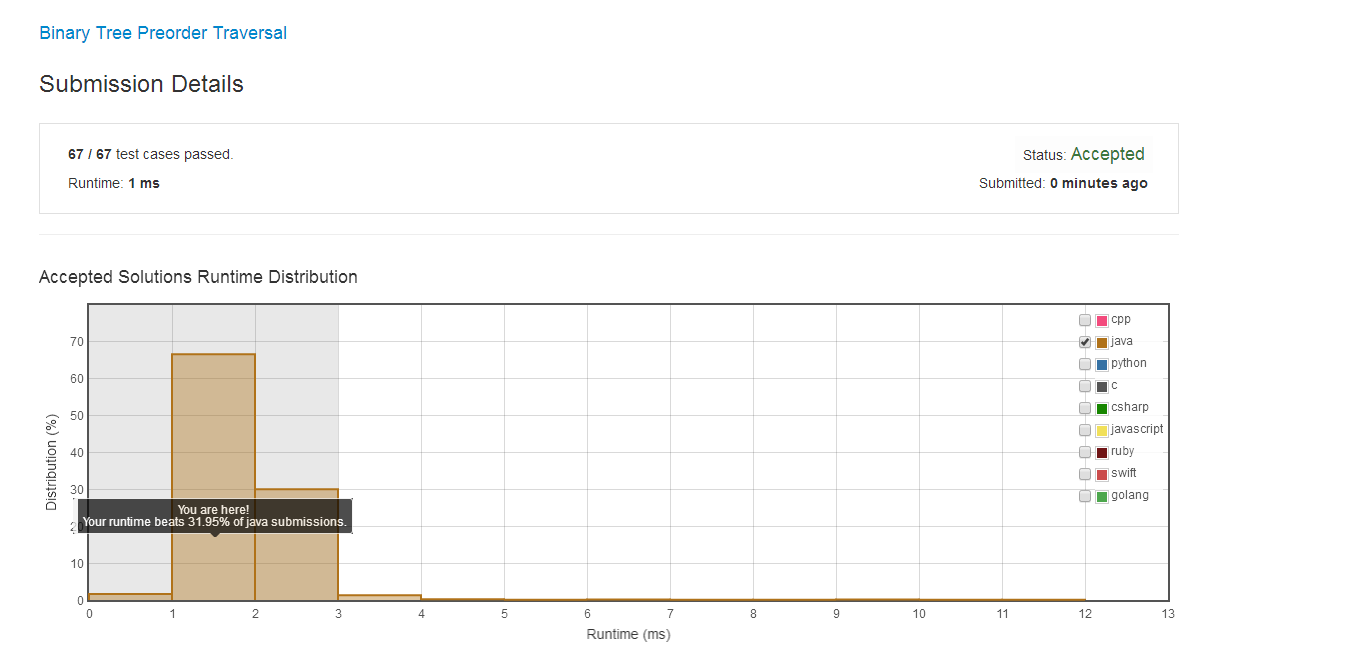 Binary Tree Preorder Traversal
Submission Details
67 / 67 test cases passed.
Status: Accepted
Runtime: 1 ms
Submitted: 0 minutes ago
Accepted Solutions Runtime Distribution
cpp
java
python
c
csharp
javascript
ruby
swift
golang
Distribution (%)
70
60
50
40
30
20
10
0
You are here!
Your runtime beats 31.95% of java submissions.
0 1 2 3 4 5 6 7 8 9 10 11 12 13
Runtime (ms)